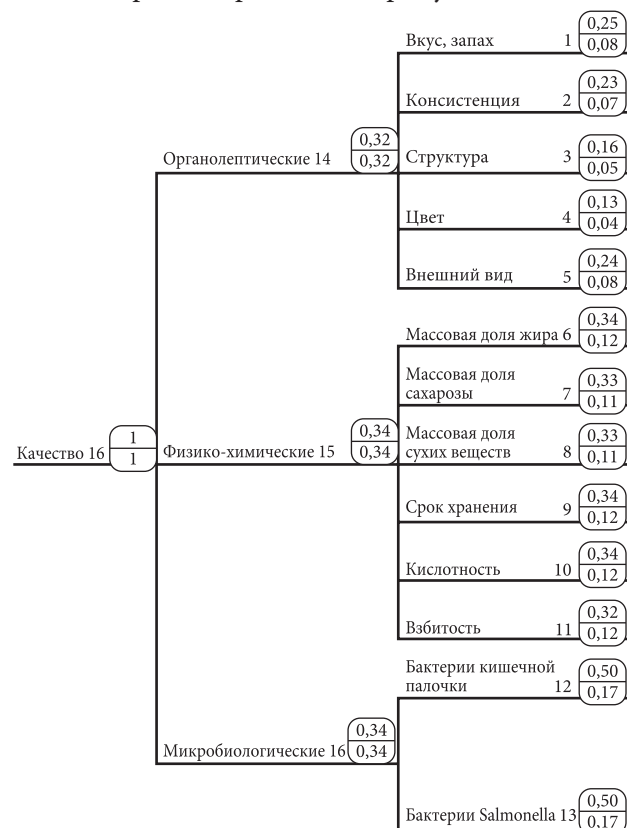 Вкус, запах 1
0,25
0,08
Консистенция 2
0,23
0,07
Органолептические 14
0,32
0,32
Структура 3
0,16
0,05
Цвет 4
0,13
0,04
Внешний вид 5
0,24
0,08
Массовая доля жира 6
0,34
0,12
Массовая доля
сахарозы 7
0,33
0,11
Качество 16
1
1
Физико-химические 15
0,34
0,34
Массовая доля
сухих веществ 8
0,33
0,11
Срок хранения 9
0,34
0,12
Кислотность 10
0,34
0,12
Взбитость 11
0,32
0,12
Бактерии кишечной
палочки 12
0,50
0,17
Микробиологические 16
0,34
0,34
Бактерии Salmonella 13
0,50
0,17